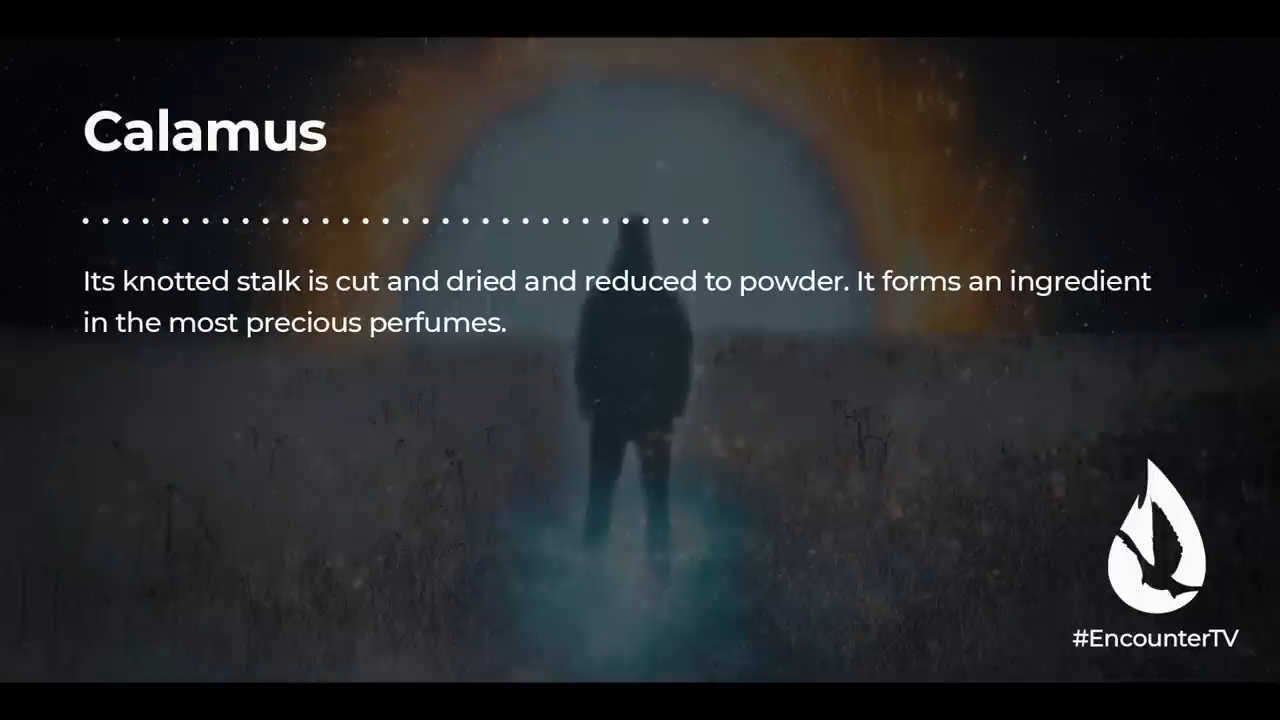 Calamus
Its knotted stalk is cut and dried and reduced to powder. It forms an ingredient
in the most precious perfumes.
#EncounterTV